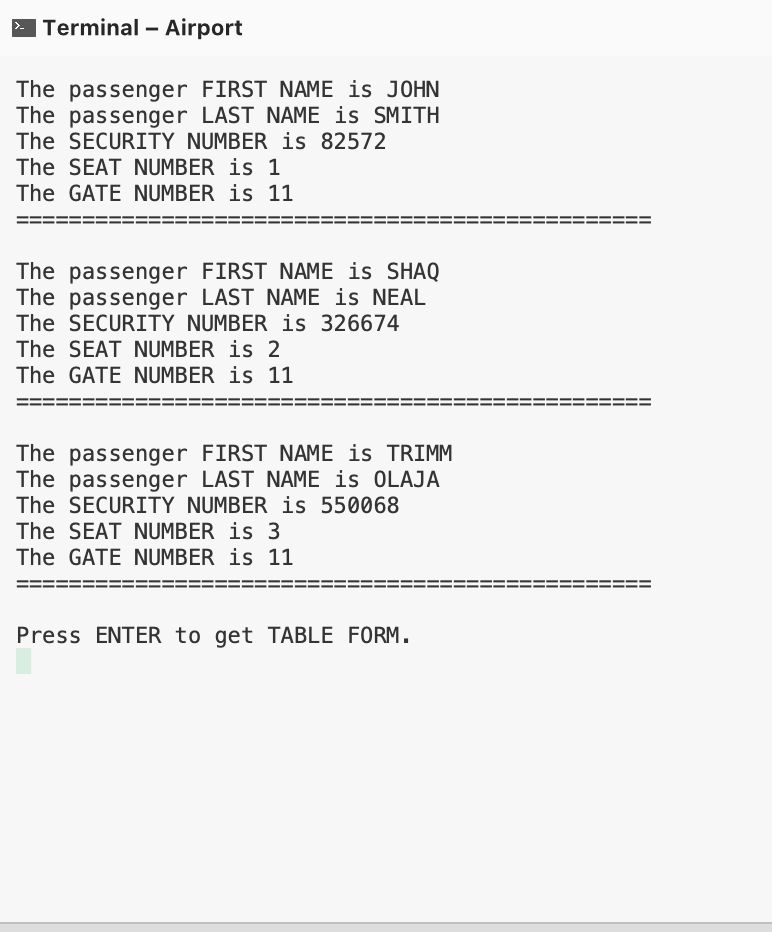 Terminal – Airport
The passenger FIRST NAME is JOHN
The passenger LAST NAME is SMITH
The SECURITY NUMBER is 82572
The SEAT NUMBER is 1
The GATE NUMBER is 11
================================================
The passenger FIRST NAME is SHAQ
The passenger LAST NAME is NEAL
The SECURITY NUMBER is 326674
The SEAT NUMBER is 2
The GATE NUMBER is 11
================================================
The passenger FIRST NAME is TRIMM
The passenger LAST NAME is OLAJA
The SECURITY NUMBER is 550068
The SEAT NUMBER is 3
The GATE NUMBER is 11
================================================
Press ENTER to get TABLE FORM.